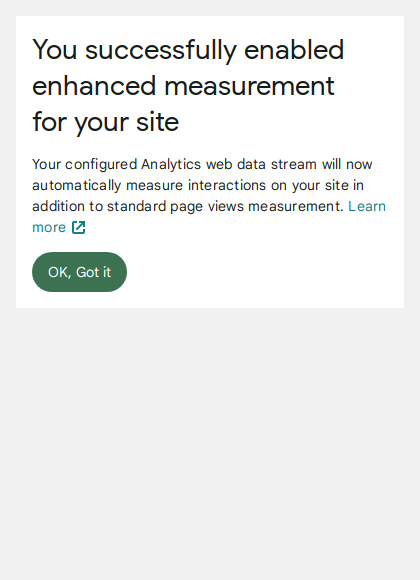 You successfully enabled
enhanced measurement
for your site
Your configured Analytics web data stream will now
automatically measure interactions on your site in
addition to standard page views measurement. Learn
more
OK, Got it